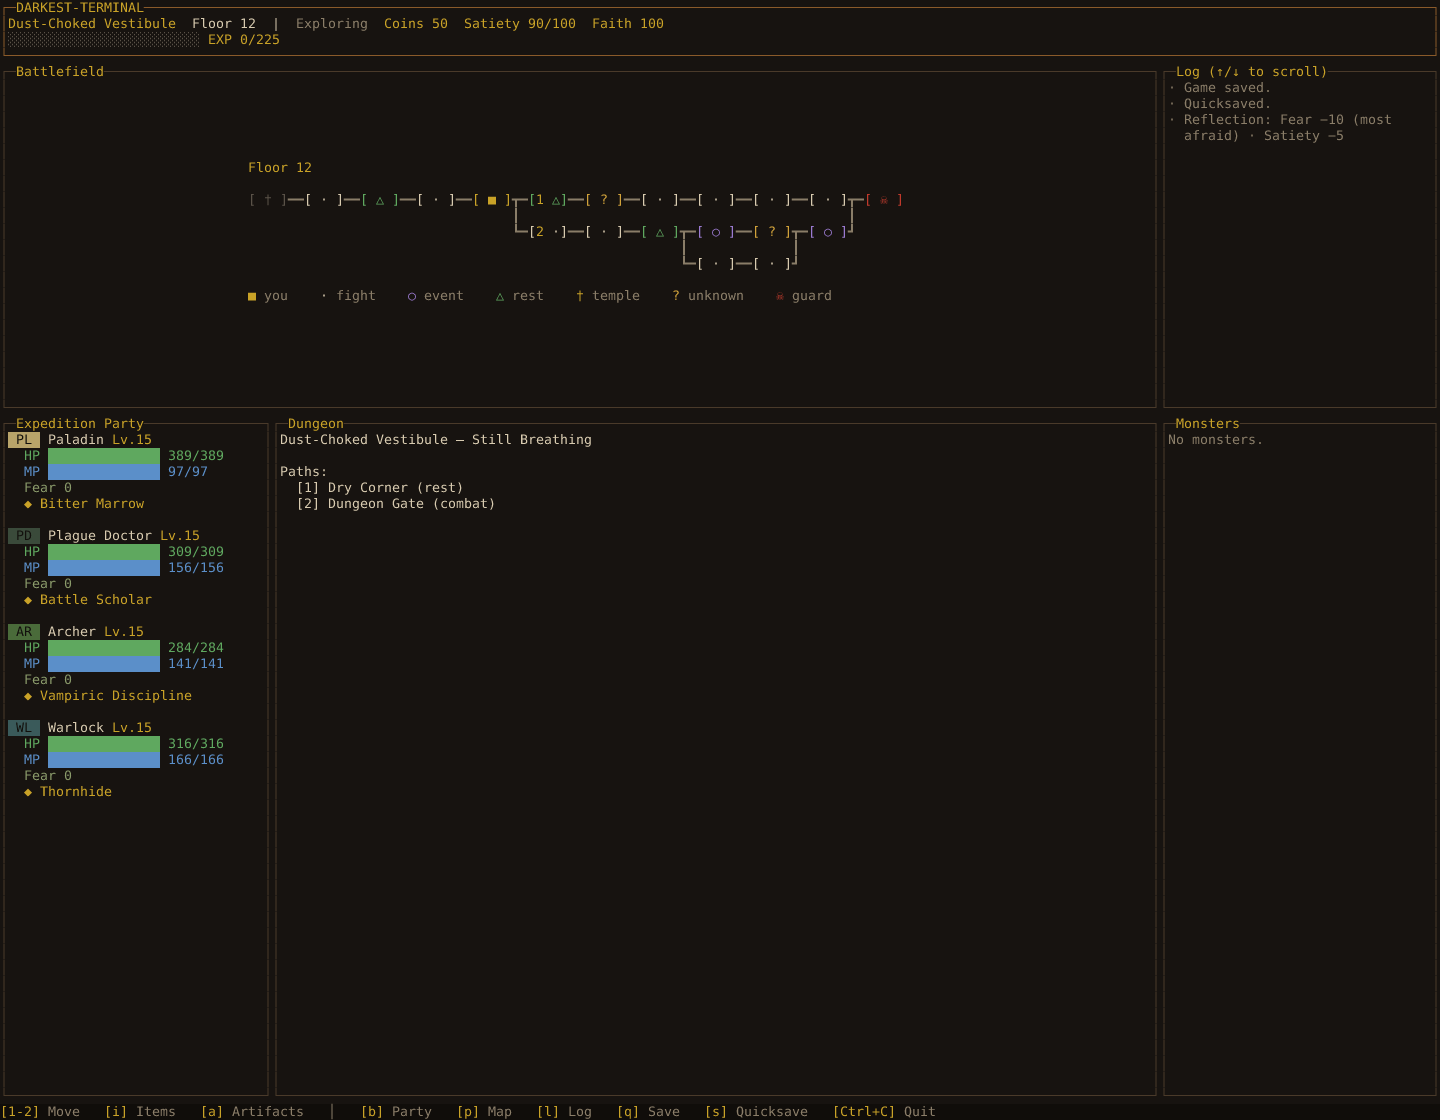 DARKEST-TERMINAL
Dust-Choked Vestibule  Floor 12  |  Exploring  Coins 50  Satiety 90/100  Faith 100
EXP 0/225
Battlefield
Floor 12
[ † ]──[ · ]──[ △ ]──[ · ]──[ ■ ]┬─[1 △]──[ ? ]──[ · ]──[ · ]──[ · ]──[ · ]┬─[ ☠ ]
└─[2 ·]──[ · ]──[ △ ]┬─[ ○ ]──[ ? ]┬─[ ○ ]┘
└─[ · ]──[ · ]┘
■ you    · fight    ○ event    △ rest    † temple    ? unknown    ☠ guard
Log (↑/↓ to scroll)
· Game saved.
· Quicksaved.
· Reflection: Fear −10 (most
afraid) · Satiety −5
Expedition Party
PL Paladin Lv.15
HP 389/389
MP 97/97
Fear 0
◆ Bitter Marrow
PD Plague Doctor Lv.15
HP 309/309
MP 156/156
Fear 0
◆ Battle Scholar
AR Archer Lv.15
HP 284/284
MP 141/141
Fear 0
◆ Vampiric Discipline
WL Warlock Lv.15
HP 316/316
MP 166/166
Fear 0
◆ Thornhide
Dungeon
Dust-Choked Vestibule — Still Breathing
Paths:
[1] Dry Corner (rest)
[2] Dungeon Gate (combat)
Monsters
No monsters.
[1-2] Move   [i] Items   [a] Artifacts   │   [b] Party   [p] Map   [l] Log   [q] Save   [s] Quicksave   [Ctrl+C] Quit